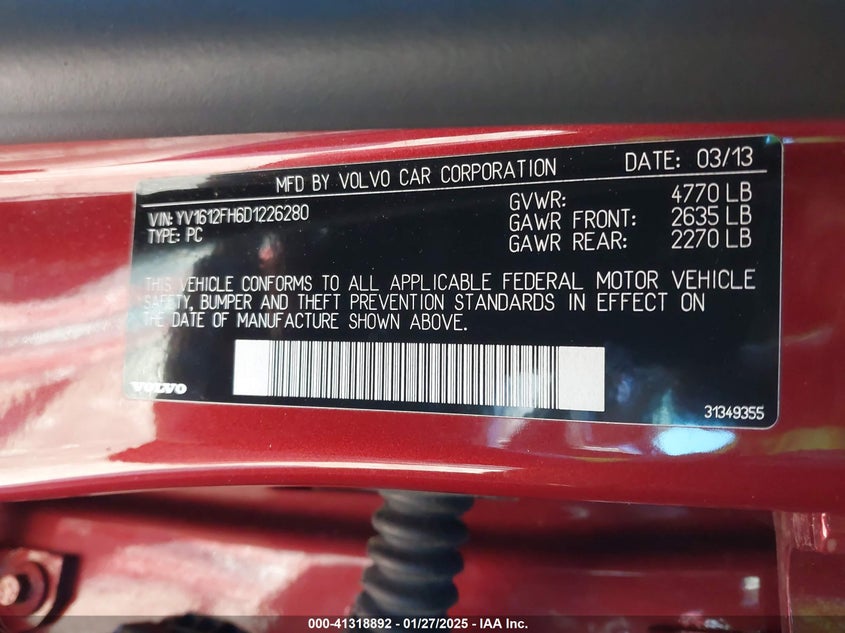 MFD BY VOLVO CAR CORPORATION DATE: 03/13
VIN: YV1612FH6D1226280
TYPE: PC
GVWR: 4770 LB
GAWR FRONT: 2635 LB
GAWR REAR: 2270 LB
THIS VEHICLE CONFORMS TO ALL APPLICABLE FEDERAL MOTOR VEHICLE
SAFETY, BUMPER AND THEFT PREVENTION STANDARDS IN EFFECT ON
THE DATE OF MANUFACTURE SHOWN ABOVE.
VOLVO
31349355
000-41318892 - 01/27/2025 - IAA Inc.